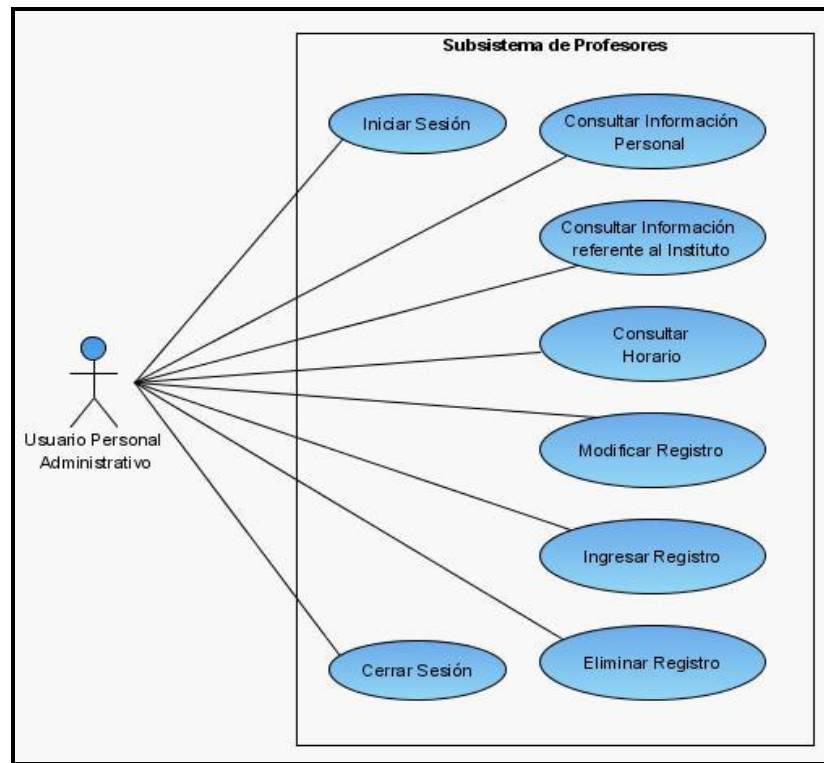 Subsistema de Profesores
Iniciar Sesión
Consultar Información
Personal
Consultar Información
referente al Instituto
Consultar
Horario
Usuario Personal
Administrativo
Modificar Registro
Ingresar Registro
Cerrar Sesión
Eliminar Registro